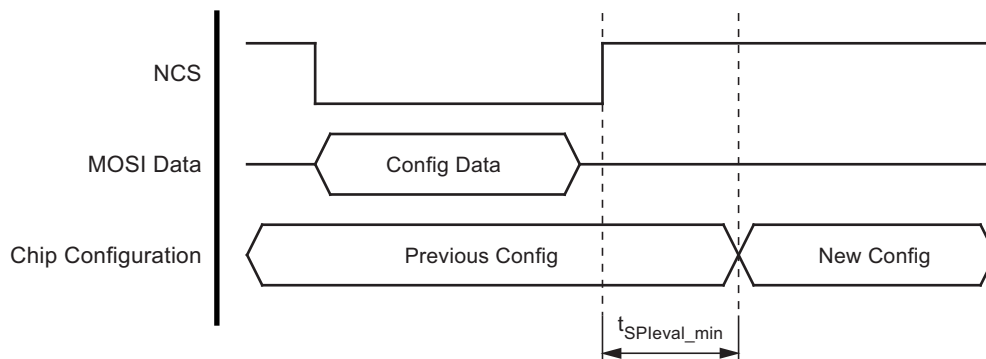 NCS
MOSI Data
Config Data
Chip Configuration
Previous Config
New Config
tSPIeval_min